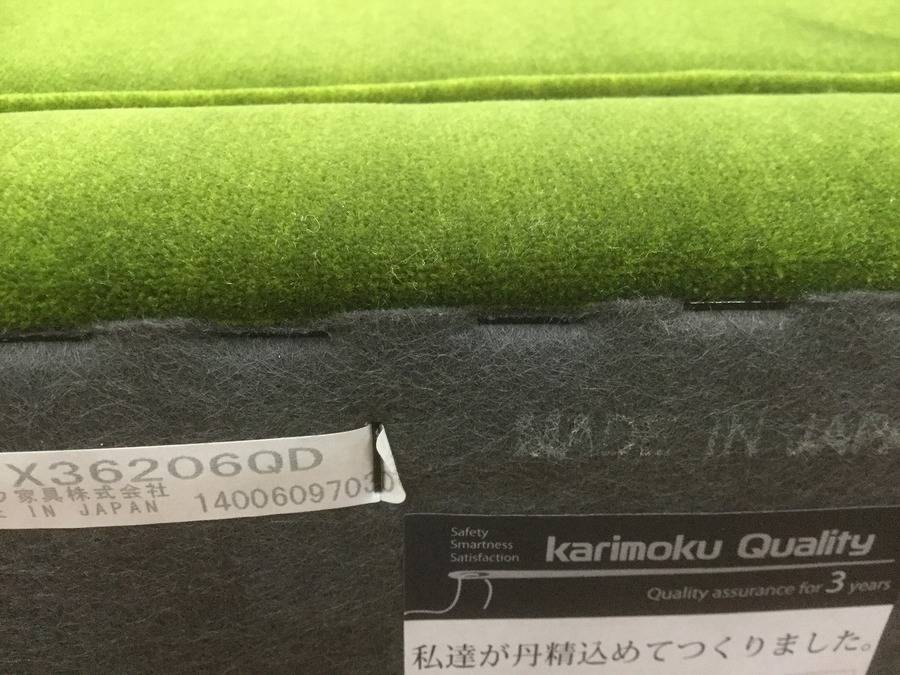 X36206QD
家具株式会社
IN JAPAN
MADE IN JAP
Safety
Smartness
Satisfaction
karimoku Quality
Quality assurance for 3 years
私達が丹精込めてつくりました。